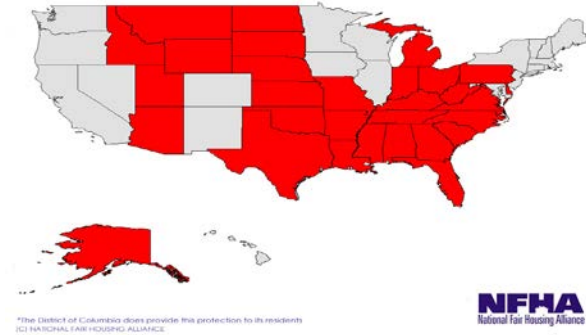 *The District of Columbia does provide this protection to its residents
(C) NATIONAL FAIR HOUSING ALLIANCE
NFHA
National Fair Housing Alliance